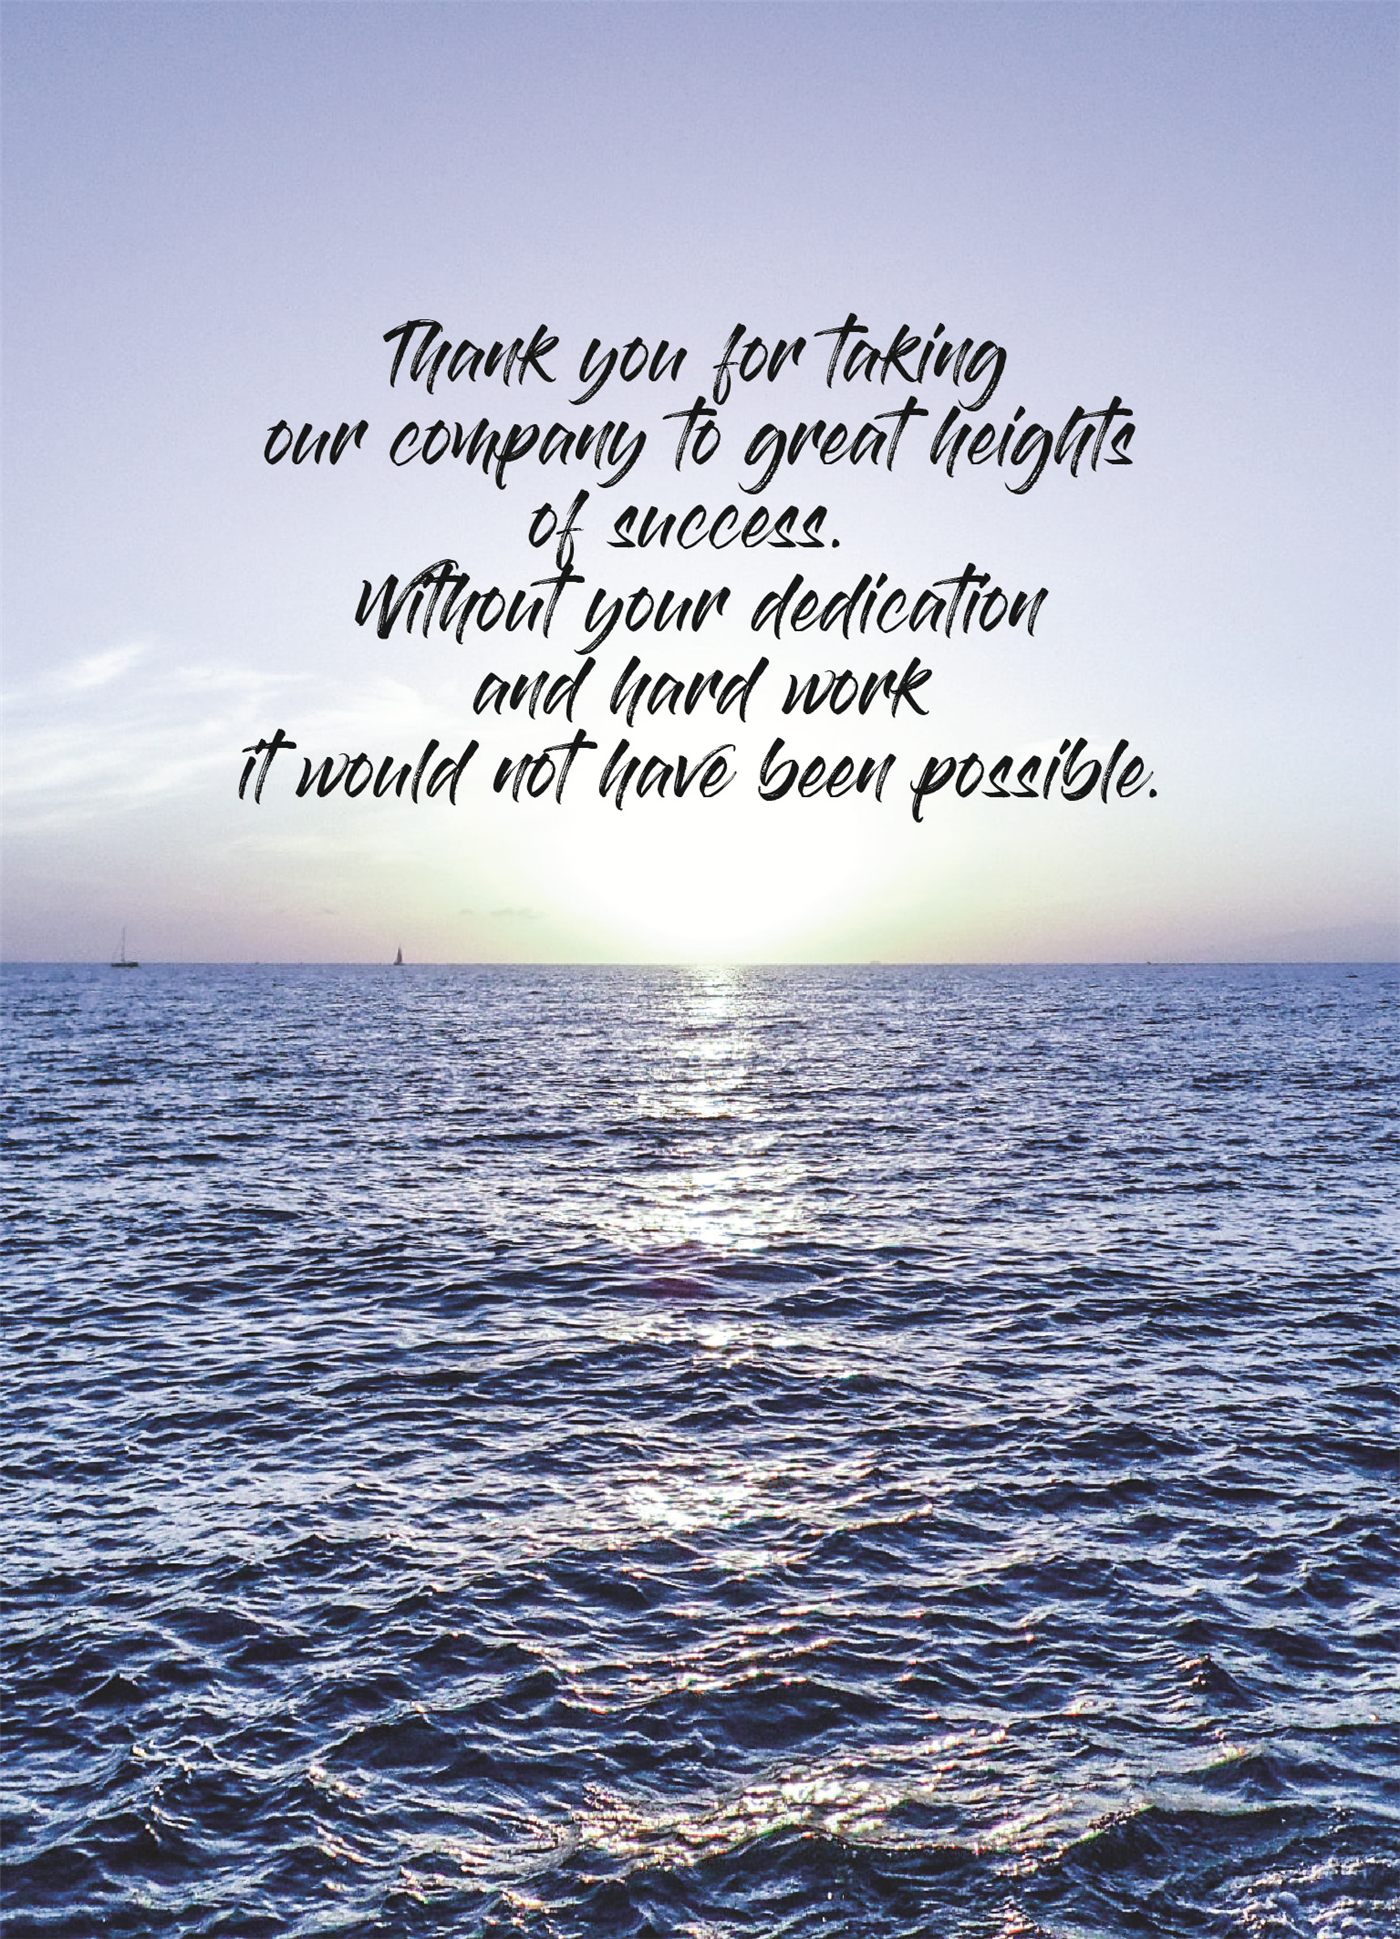 Thank you for taking
our company to great heights
of success.
Without your dedication
and hard work
it would not have been possible.